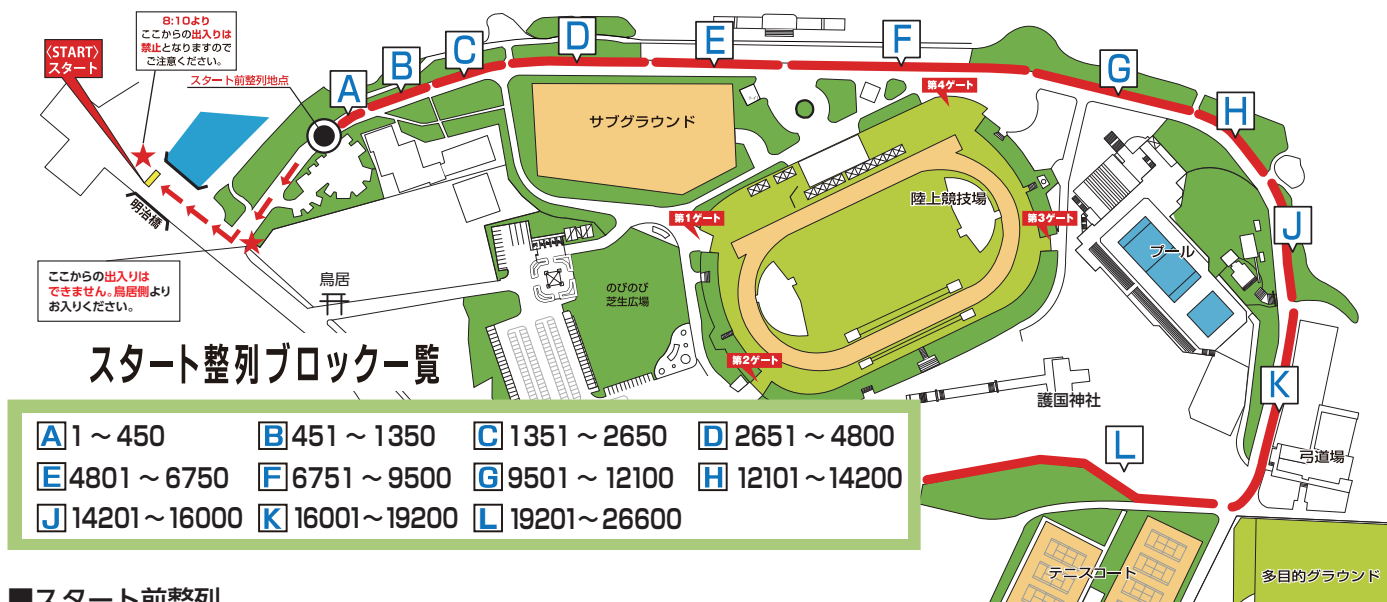 8:10より
ここからの出入りは
禁止となりますので
ご注意ください。
〈START〉
スタート
スタート前整列地点
A
B
C
D
E
F
G
H
J
K
L
第4ゲート
サブグラウンド
陸上競技場
第1ゲート
第3ゲート
プール
明治橋
ここからの出入りは
できません。鳥居側より
お入りください。
鳥居
のびのび
芝生広場
第2ゲート
護国神社
弓道場
テニスコート
多目的グラウンド
スタート整列ブロック一覧
A 1～450 B 451～1350 C 1351～2650 D 2651～4800
E 4801～6750 F 6751～9500 G 9501～12100 H 12101～14200
J 14201～16000 K 16001～19200 L 19201～26600
■スタート前整列